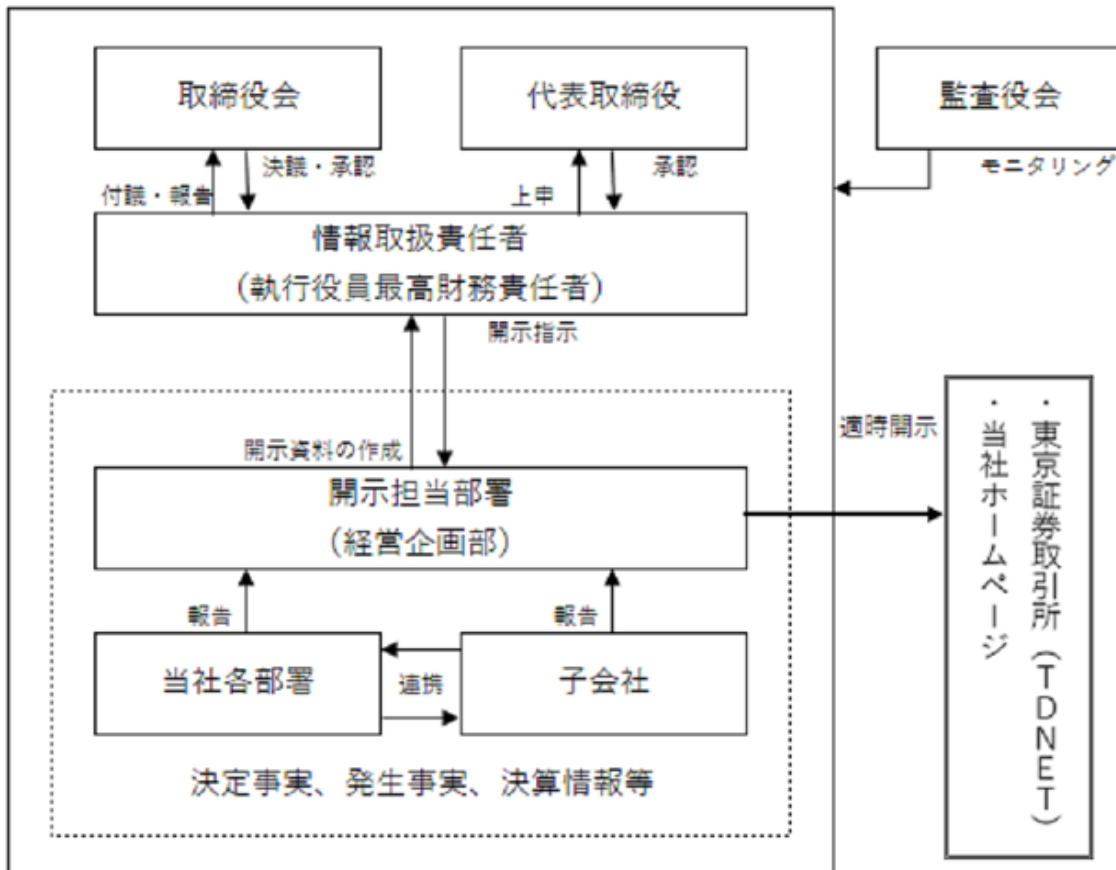 取締役会
代表取締役
監査役会
決議・承認
承認
モニタリング
付議・報告
上申
情報取扱責任者
（執行役員最高財務責任者）
開示指示
適時開示
・東京証券取引所（TDNET）
・当社ホームページ
開示資料の作成
開示担当部署
（経営企画部）
報告
報告
当社各部署
連携
子会社
決定事実、発生事実、決算情報等